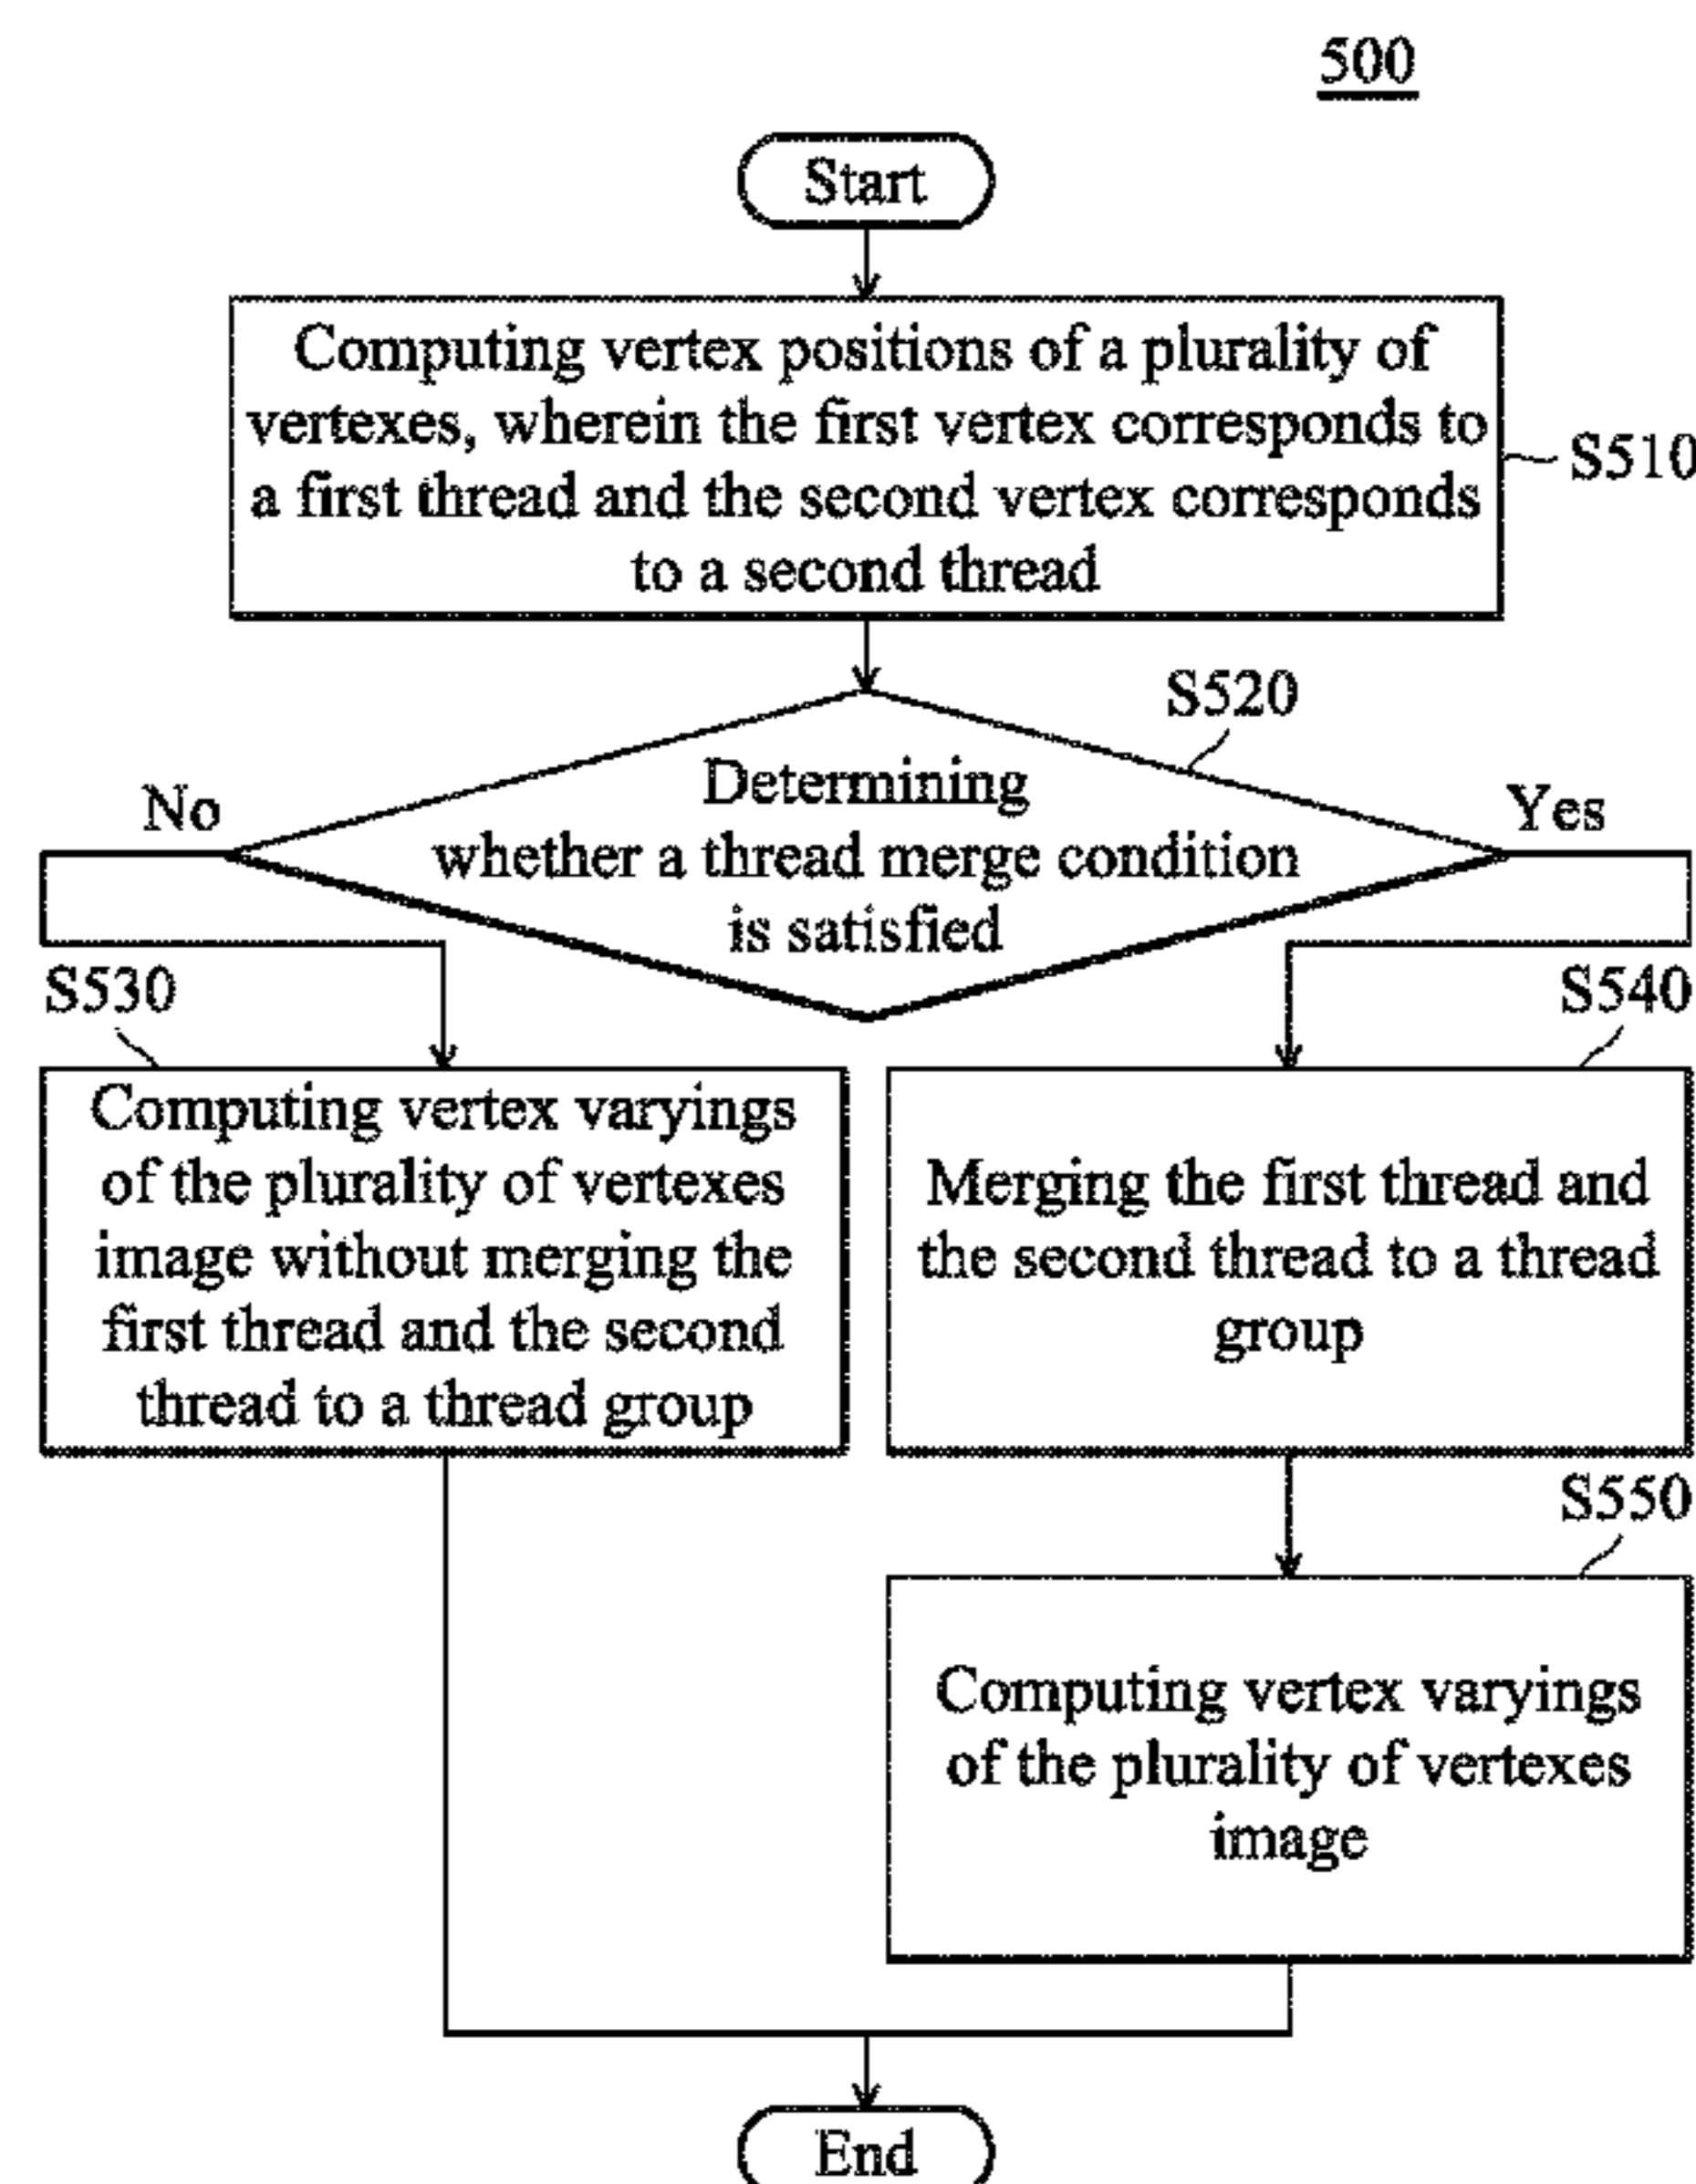 500
Start
Computing vertex positions of a plurality of
vertexes, wherein the first vertex corresponds to
a first thread and the second vertex corresponds
to a second thread
S510
S520
Determining
whether a thread merge condition
is satisfied
No
Yes
S530
Computing vertex varyings
of the plurality of vertexes
image without merging the
first thread and the second
thread to a thread group
S540
Merging the first thread and
the second thread to a thread
group
S550
Computing vertex varyings
of the plurality of vertexes
image
End